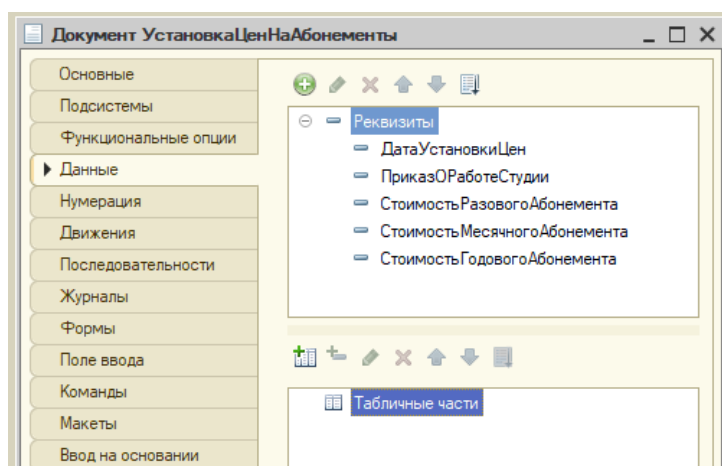 Документ УстановкаЦенНаАбонементы
Основные
Подсистемы
Функциональные опции
Данные
Нумерация
Движения
Последовательности
Журналы
Формы
Поле ввода
Команды
Макеты
Ввод на основании
Реквизиты
ДатаУстановкиЦен
ПриказОРаботеСтудии
СтоимостьРазовогоАбонемента
СтоимостьМесячногоАбонемента
СтоимостьГодовогоАбонемента
Табличные части